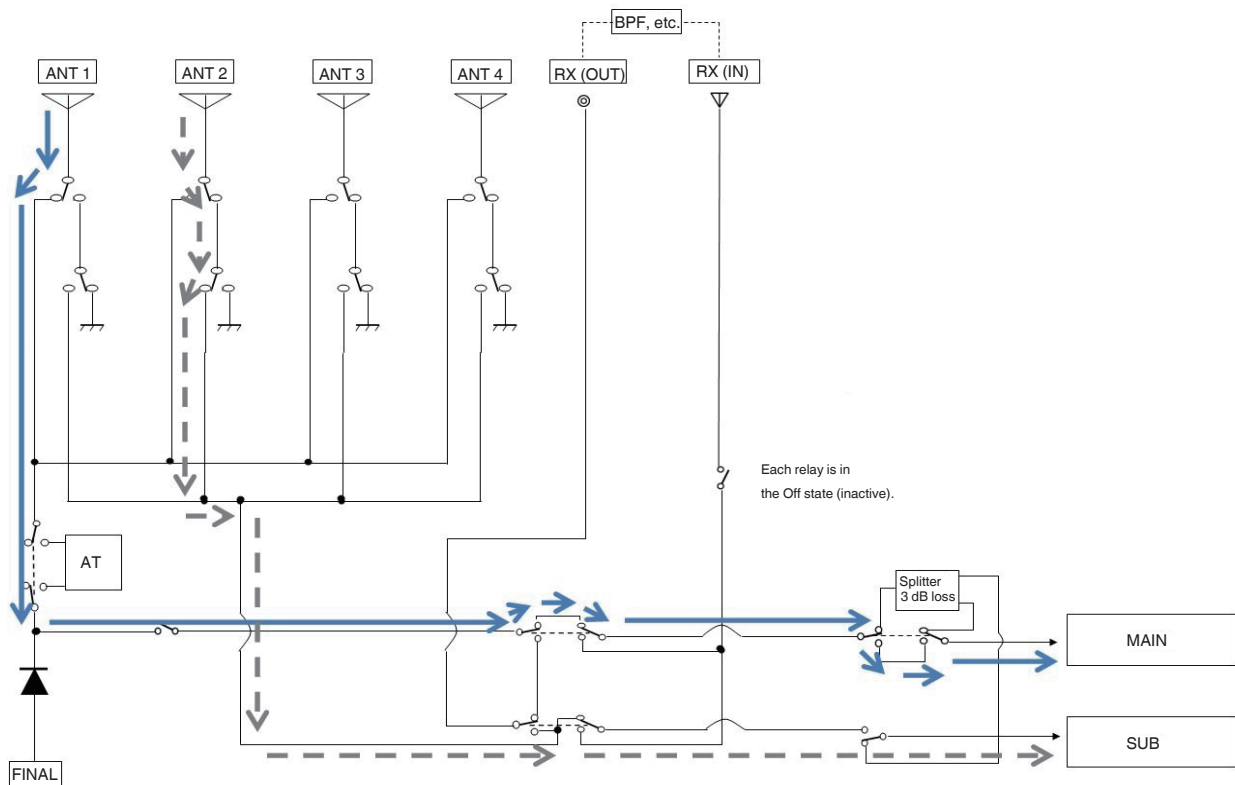 BPF, etc.
ANT 1
ANT 2
ANT 3
ANT 4
RX (OUT)
RX (IN)
Each relay is in
the Off state (inactive).
AT
Splitter
3 dB loss
MAIN
SUB
FINAL